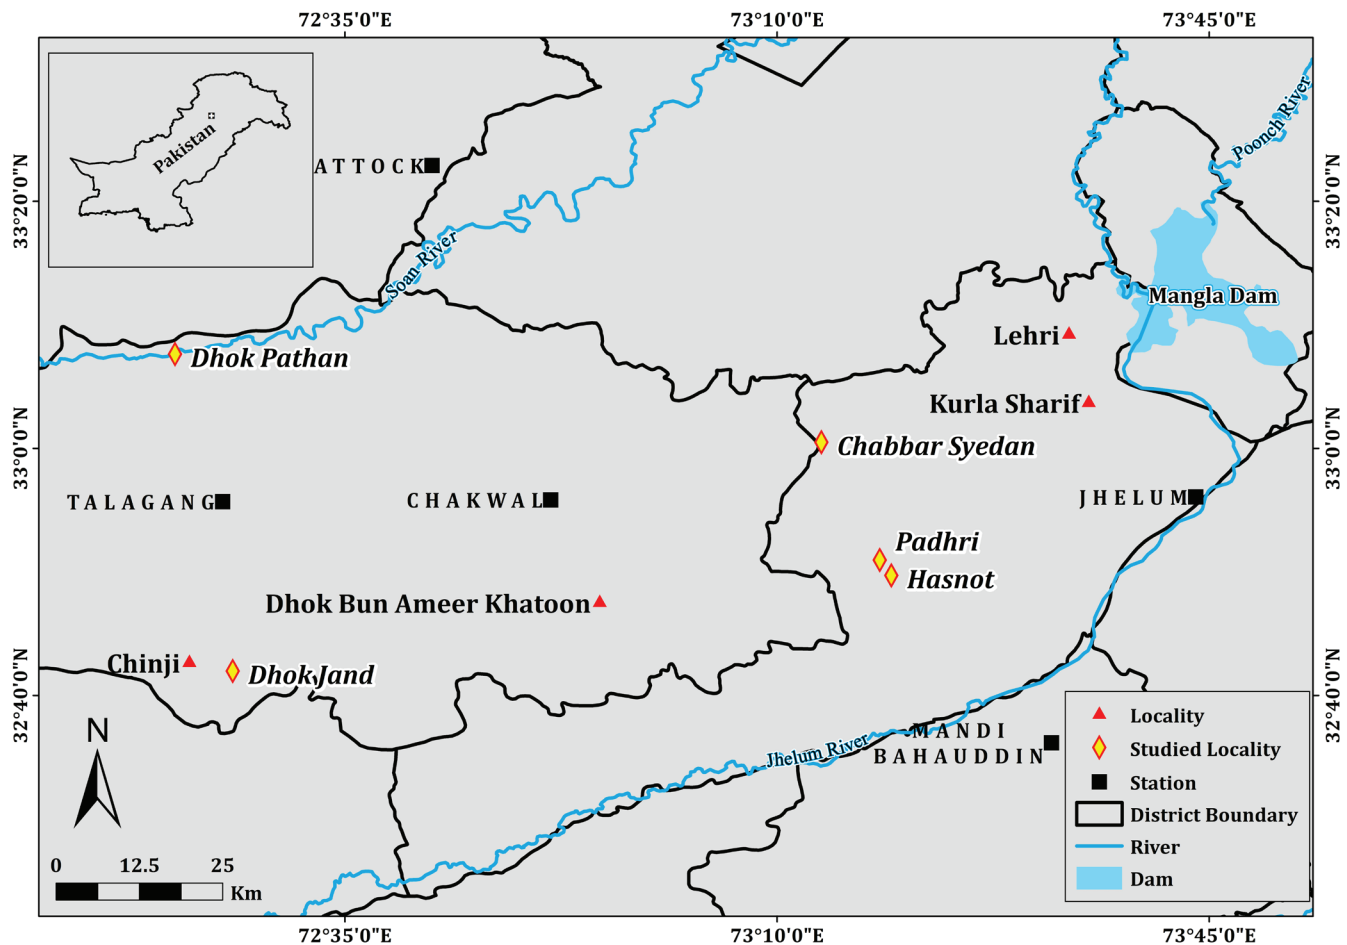 72°35'0"E
73°10'0"E
73°45'0"E
Pakistan
ATTOCK
Poonch River
33°20'0"N
33°20'0"N
Soan River
Mangla Dam
Lehri
Dhok Pathan
Kurla Sharif
Chabbar Syedan
33°0'0"N
33°0'0"N
TALAGANG
CHAKWAL
JHELUM
Padhri
Hasnot
Dhok Bun Ameer Khatoon
Chinji
Dhok Jand
32°40'0"N
32°40'0"N
N
Jhelum River
MANDI
BAHAUDDIN
Locality
Studied Locality
Station
District Boundary
River
Dam
0 12.5 25
Km
72°35'0"E
73°10'0"E
73°45'0"E